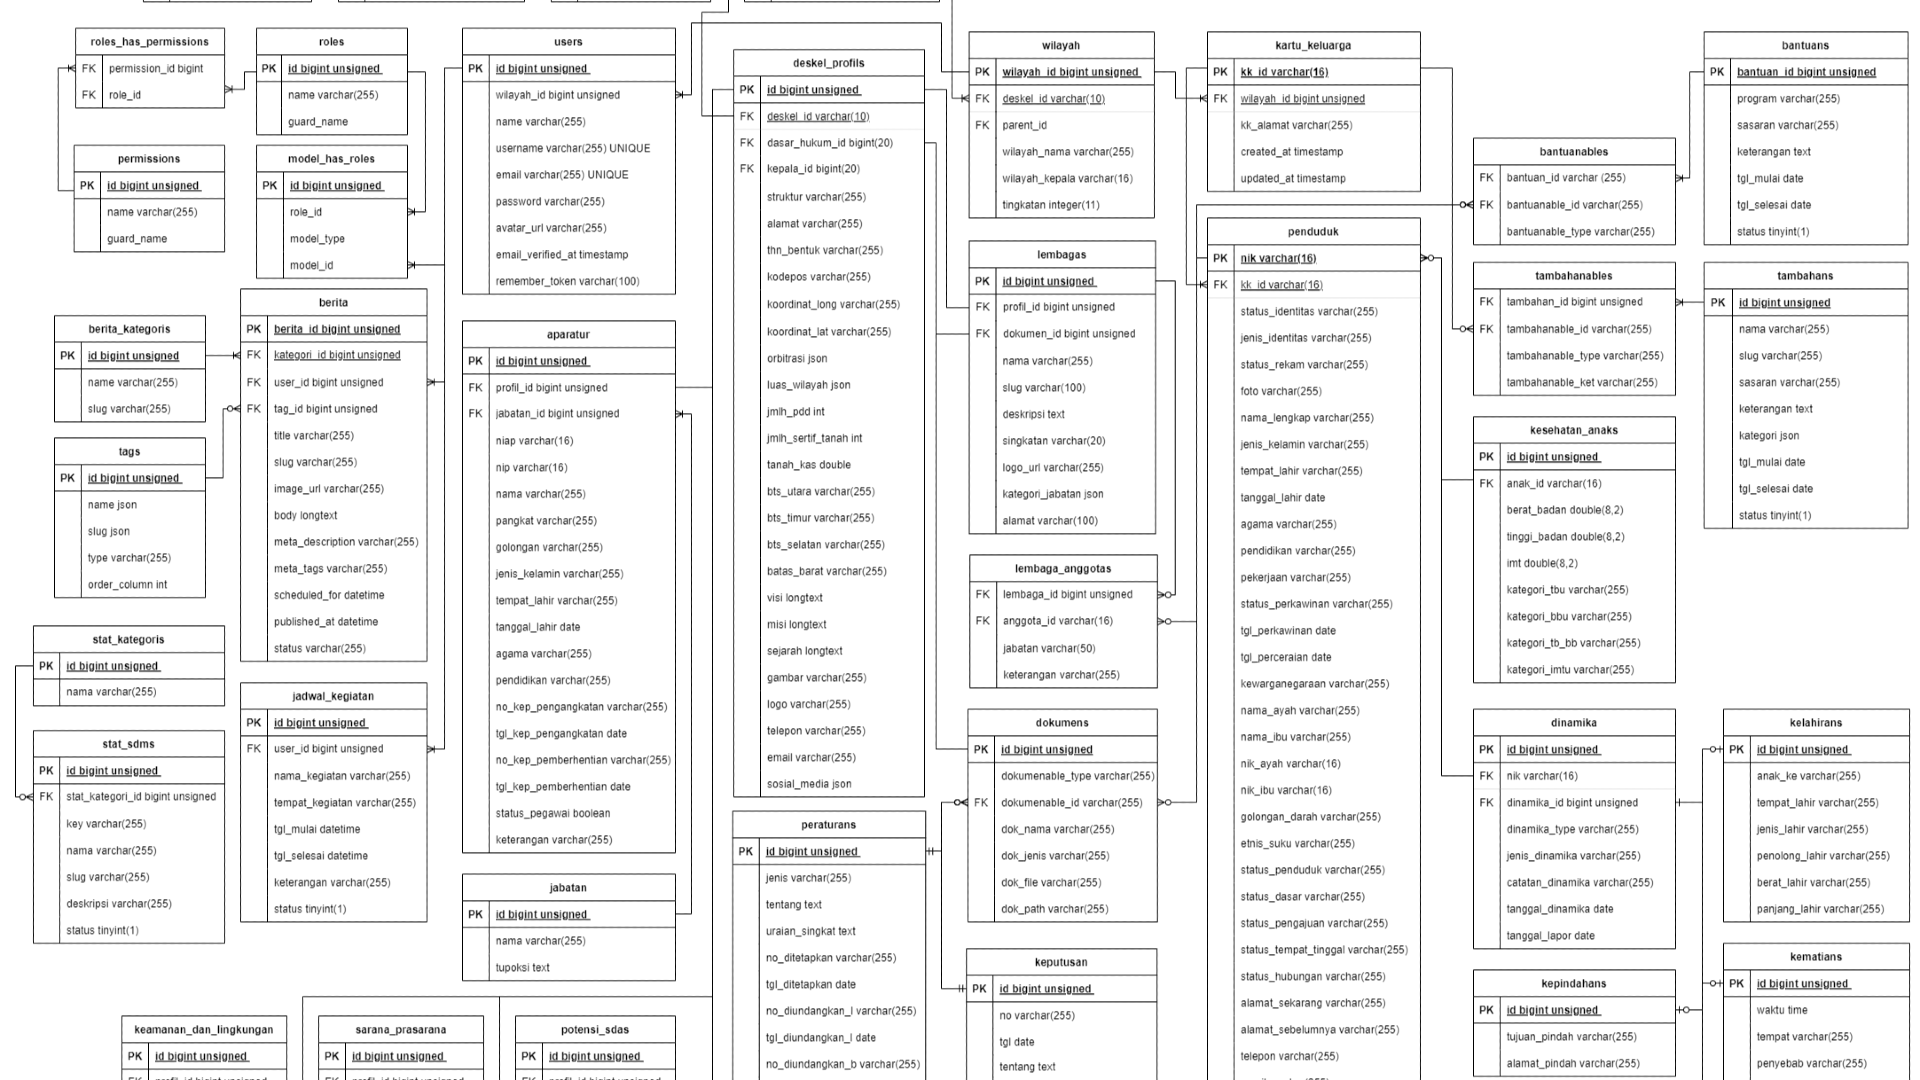 roles_has_permissions
FK permission_id bigint
FK role_id
permissions
PK id bigint unsigned
name varchar(255)
guard_name
roles
PK id bigint unsigned
name varchar(255)
guard_name
model_has_roles
PK id bigint unsigned
role_id
model_type
model_id
berita_kategoris
PK id bigint unsigned
name varchar(255)
slug varchar(255)
tags
PK id bigint unsigned
name json
slug json
type varchar(255)
order_column int
stat_kategoris
PK id bigint unsigned
nama varchar(255)
stat_sdms
PK id bigint unsigned
FK stat_kategori_id bigint unsigned
key varchar(255)
nama varchar(255)
slug varchar(255)
deskripsi varchar(255)
status tinyint(1)
berita
PK berita_id bigint unsigned
FK kategori_id bigint unsigned
FK user_id bigint unsigned
FK tag_id bigint unsigned
title varchar(255)
slug varchar(255)
image_url varchar(255)
body longtext
meta_description varchar(255)
meta_tags varchar(255)
scheduled_for datetime
published_at datetime
status varchar(255)
jadwal_kegiatan
PK id bigint unsigned
FK user_id bigint unsigned
nama_kegiatan varchar(255)
tempat_kegiatan varchar(255)
tgl_mulai datetime
tgl_selesai datetime
keterangan varchar(255)
status tinyint(1)
users
PK id bigint unsigned
wilayah_id bigint unsigned
name varchar(255)
username varchar(255) UNIQUE
email varchar(255) UNIQUE
password varchar(255)
avatar_url varchar(255)
email_verified_at timestamp
remember_token varchar(100)
aparatur
PK id bigint unsigned
FK profil_id bigint unsigned
FK jabatan_id bigint unsigned
niap varchar(16)
nip varchar(16)
nama varchar(255)
pangkat varchar(255)
golongan varchar(255)
jenis_kelamin varchar(255)
tempat_lahir varchar(255)
tanggal_lahir date
agama varchar(255)
pendidikan varchar(255)
no_kep_pengangkatan varchar(255)
tgl_kep_pengangkatan date
no_kep_pemberhentian varchar(255)
tgl_kep_pemberhentian date
status_pegawai boolean
keterangan varchar(255)
jabatan
PK id bigint unsigned
nama varchar(255)
tupoksi text
keamanan_dan_lingkungan
PK id bigint unsigned
sarana_prasarana
PK id bigint unsigned
potensi_sdas
PK id bigint unsigned
deskel_profils
PK id bigint unsigned
FK deskel_id varchar(10)
FK dasar_hukum_id bigint(20)
FK kepala_id bigint(20)
struktur varchar(255)
alamat varchar(255)
thn_bentuk varchar(255)
kodepos varchar(255)
koordinat_long varchar(255)
koordinat_lat varchar(255)
orbitrasi json
luas_wilayah json
jmlh_pdd int
jmlh_sertif_tanah int
tanah_kas double
bts_utara varchar(255)
bts_timur varchar(255)
bts_selatan varchar(255)
batas_barat varchar(255)
visi longtext
misi longtext
sejarah longtext
gambar varchar(255)
logo varchar(255)
telepon varchar(255)
email varchar(255)
sosial_media json
peraturans
PK id bigint unsigned
jenis varchar(255)
tentang text
uraian_singkat text
no_ditetapkan varchar(255)
tgl_ditetapkan date
no_diundangkan_l varchar(255)
tgl_diundangkan_l date
no_diundangkan_b varchar(255)
wilayah
PK wilayah_id bigint unsigned
FK deskel_id varchar(10)
FK parent_id
wilayah_nama varchar(255)
wilayah_kepala varchar(16)
tingkatan integer(11)
lembagas
PK id bigint unsigned
FK profil_id bigint unsigned
FK dokumen_id bigint unsigned
nama varchar(255)
slug varchar(100)
deskripsi text
singkatan varchar(20)
logo_url varchar(255)
kategori_jabatan json
alamat varchar(100)
lembaga_anggotas
FK lembaga_id bigint unsigned
FK anggota_id varchar(16)
jabatan varchar(50)
keterangan varchar(255)
dokumens
PK id bigint unsigned
dokumenable_type varchar(255)
FK dokumenable_id varchar(255)
dok_nama varchar(255)
dok_jenis varchar(255)
dok_file varchar(255)
dok_path varchar(255)
keputusan
PK id bigint unsigned
no varchar(255)
tgl date
tentang text
kartu_keluarga
PK kk_id varchar(16)
FK wilayah_id bigint unsigned
kk_alamat varchar(255)
created_at timestamp
updated_at timestamp
penduduk
PK nik varchar(16)
FK kk_id varchar(16)
status_identitas varchar(255)
jenis_identitas varchar(255)
status_rekam varchar(255)
foto varchar(255)
nama_lengkap varchar(255)
jenis_kelamin varchar(255)
tempat_lahir varchar(255)
tanggal_lahir date
agama varchar(255)
pendidikan varchar(255)
pekerjaan varchar(255)
status_perkawinan varchar(255)
tgl_perkawinan date
tgl_perceraian date
kewarganegaraan varchar(255)
nama_ayah varchar(255)
nama_ibu varchar(255)
nik_ayah varchar(16)
nik_ibu varchar(16)
golongan_darah varchar(255)
etnis_suku varchar(255)
status_penduduk varchar(255)
status_dasar varchar(255)
status_pengajuan varchar(255)
status_tempat_tinggal varchar(255)
status_hubungan varchar(255)
alamat_sekarang varchar(255)
alamat_sebelumnya varchar(255)
telepon varchar(255)
bantuanables
FK bantuan_id varchar (255)
FK bantuanable_id varchar(255)
bantuanable_type varchar(255)
tambahanables
FK tambahan_id bigint unsigned
FK tambahanable_id varchar(255)
tambahanable_type varchar(255)
tambahanable_ket varchar(255)
kesehatan_anaks
PK id bigint unsigned
FK anak_id varchar(16)
berat_badan double(8,2)
tinggi_badan double(8,2)
imt double(8,2)
kategori_tbu varchar(255)
kategori_bbu varchar(255)
kategori_tb_bb varchar(255)
kategori_imtu varchar(255)
dinamika
PK id bigint unsigned
FK nik varchar(16)
FK dinamika_id bigint unsigned
dinamika_type varchar(255)
jenis_dinamika varchar(255)
catatan_dinamika varchar(255)
tanggal_dinamika date
tanggal_lapor date
kepindahans
PK id bigint unsigned
tujuan_pindah varchar(255)
alamat_pindah varchar(255)
bantuans
PK bantuan_id bigint unsigned
program varchar(255)
sasaran varchar(255)
keterangan text
tgl_mulai date
tgl_selesai date
status tinyint(1)
tambahans
PK id bigint unsigned
nama varchar(255)
slug varchar(255)
sasaran varchar(255)
keterangan text
kategori json
tgl_mulai date
tgl_selesai date
status tinyint(1)
kelahirans
PK id bigint unsigned
anak_ke varchar(255)
tempat_lahir varchar(255)
jenis_lahir varchar(255)
penolong_lahir varchar(255)
berat_lahir varchar(255)
panjang_lahir varchar(255)
kematians
PK id bigint unsigned
waktu time
tempat varchar(255)
penyebab varchar(255)